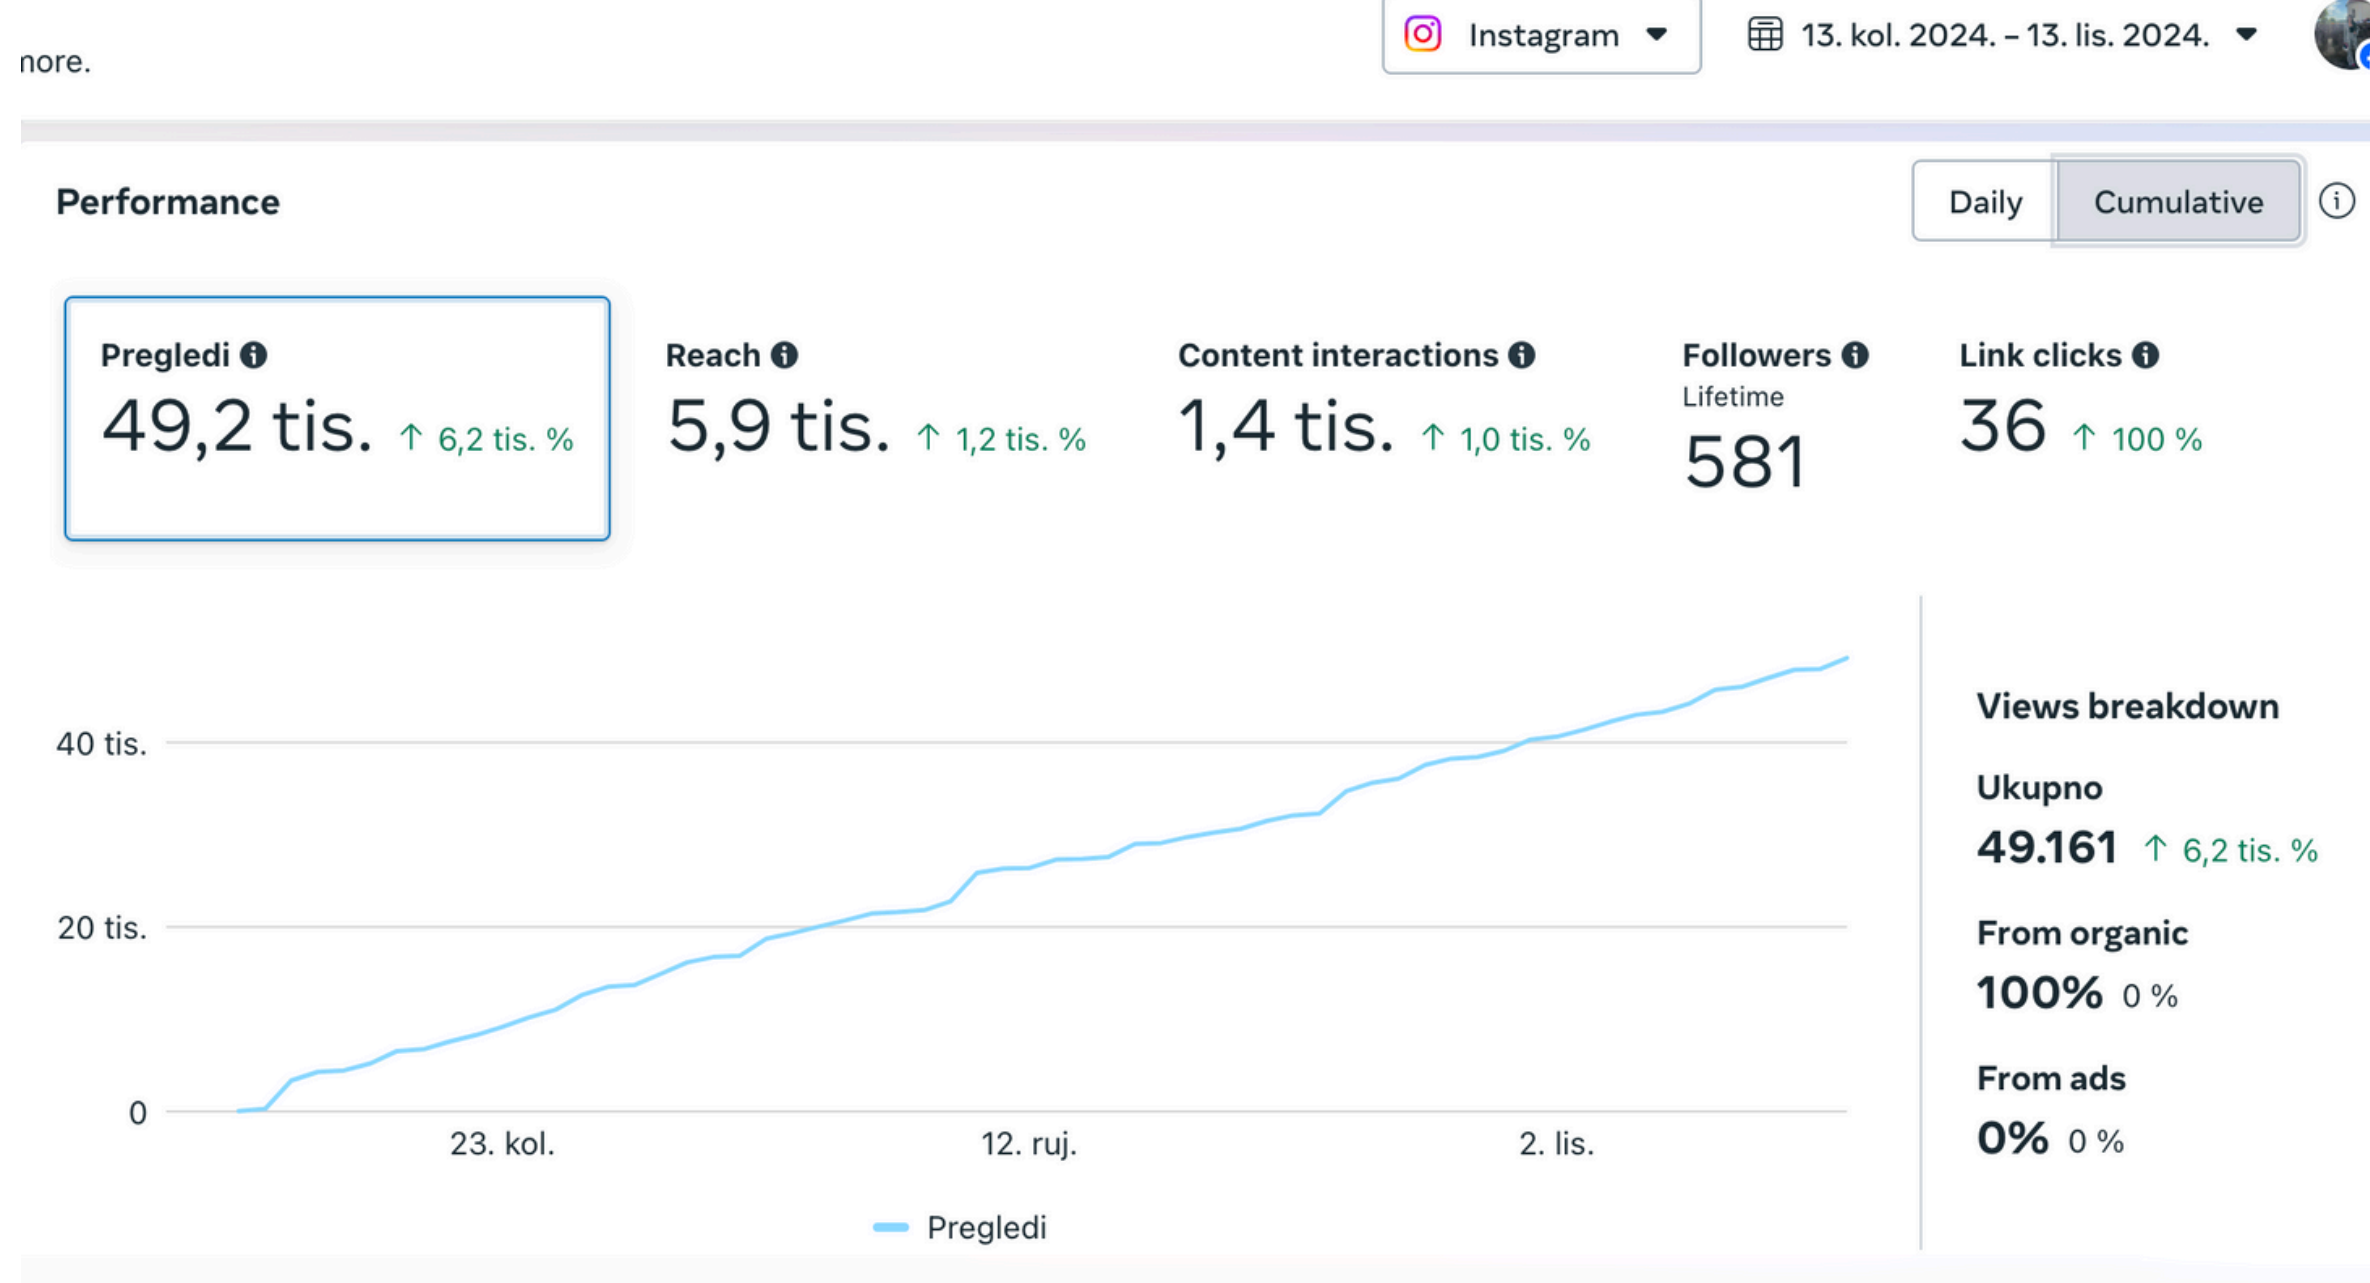 more.
Instagram
13. kol. 2024. – 13. lis. 2024.
Performance
Daily
Cumulative
Pregledi
49,2 tis. ↑ 6,2 tis. %
Reach
5,9 tis. ↑ 1,2 tis. %
Content interactions
1,4 tis. ↑ 1,0 tis. %
Followers
Lifetime
581
Link clicks
36 ↑ 100 %
40 tis.
20 tis.
0
23. kol.
12. ruj.
2. lis.
Pregledi
Views breakdown
Ukupno
49.161 ↑ 6,2 tis. %
From organic
100% 0 %
From ads
0% 0 %